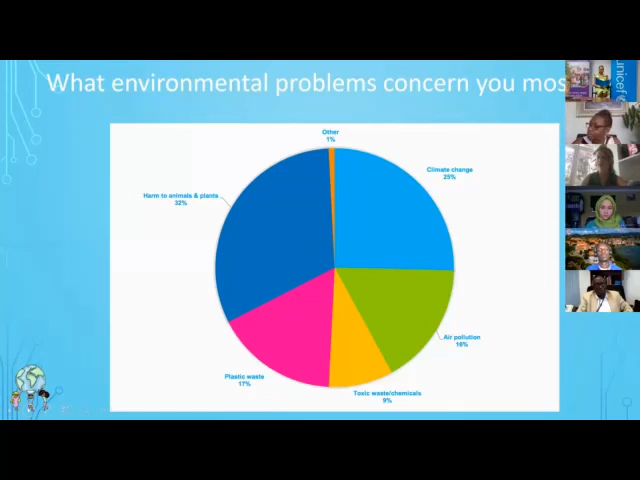 What environmental problems concern you mos
unicef
Other
1%
Climate change
25%
Harm to animals & plants
32%
Air pollution
16%
Plastic waste
17%
Toxic waste/chemicals
9%